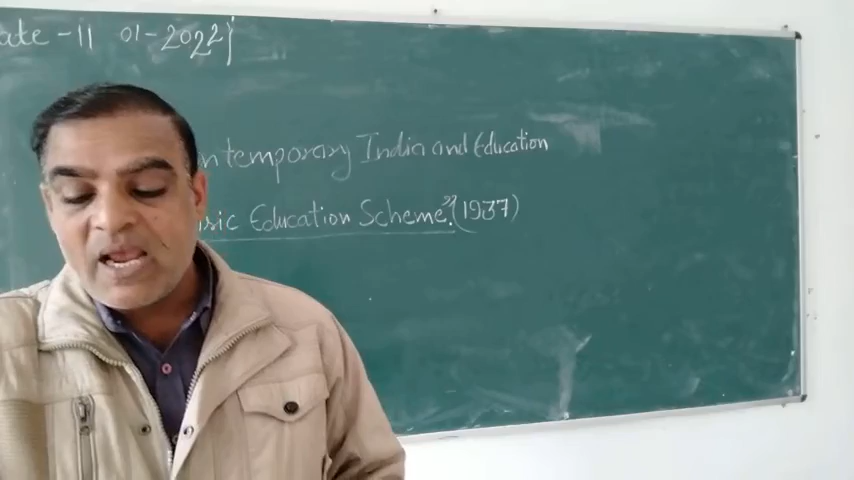 ate - 11 01-2022}
ntemporary India and Education
sic Education Scheme." (1937)